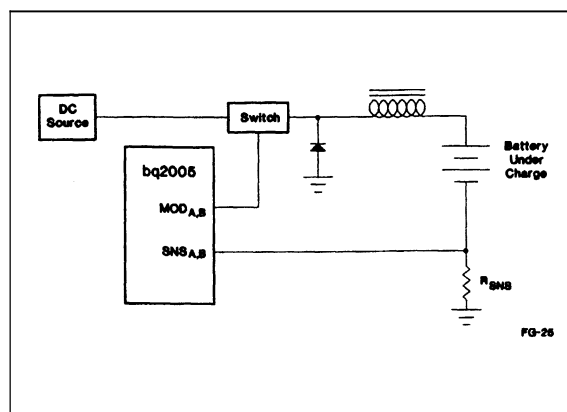 DC
Source
Switch
bq2005
MOD A,B
SNS A,B
Battery
Under
Charge
R SNS
FG-25